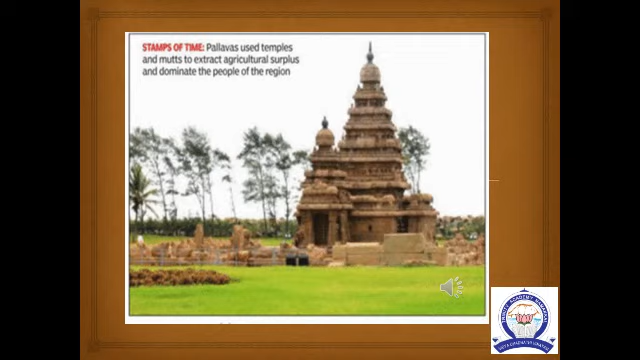 STAMPS OF TIME: Pallavas used temples
and mutts to extract agricultural surplus
and dominate the people of the region